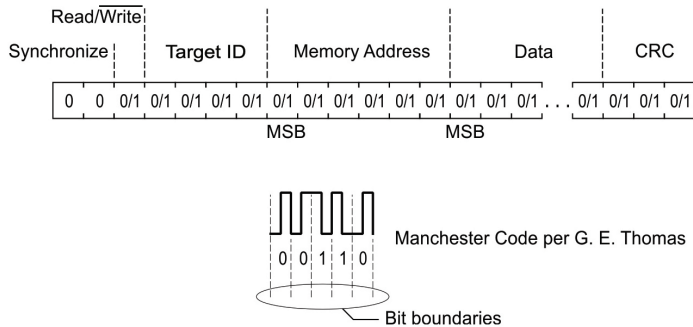 Read/Write
Synchronize Target ID Memory Address Data CRC
0 0 0/1 0/1 0/1 0/1 0/1 0/1 0/1 0/1 0/1 0/1 0/1 0/1 0/1 0/1 ... 0/1 0/1 0/1 0/1
MSB MSB
Manchester Code per G. E. Thomas
0 0 1 1 0
Bit boundaries